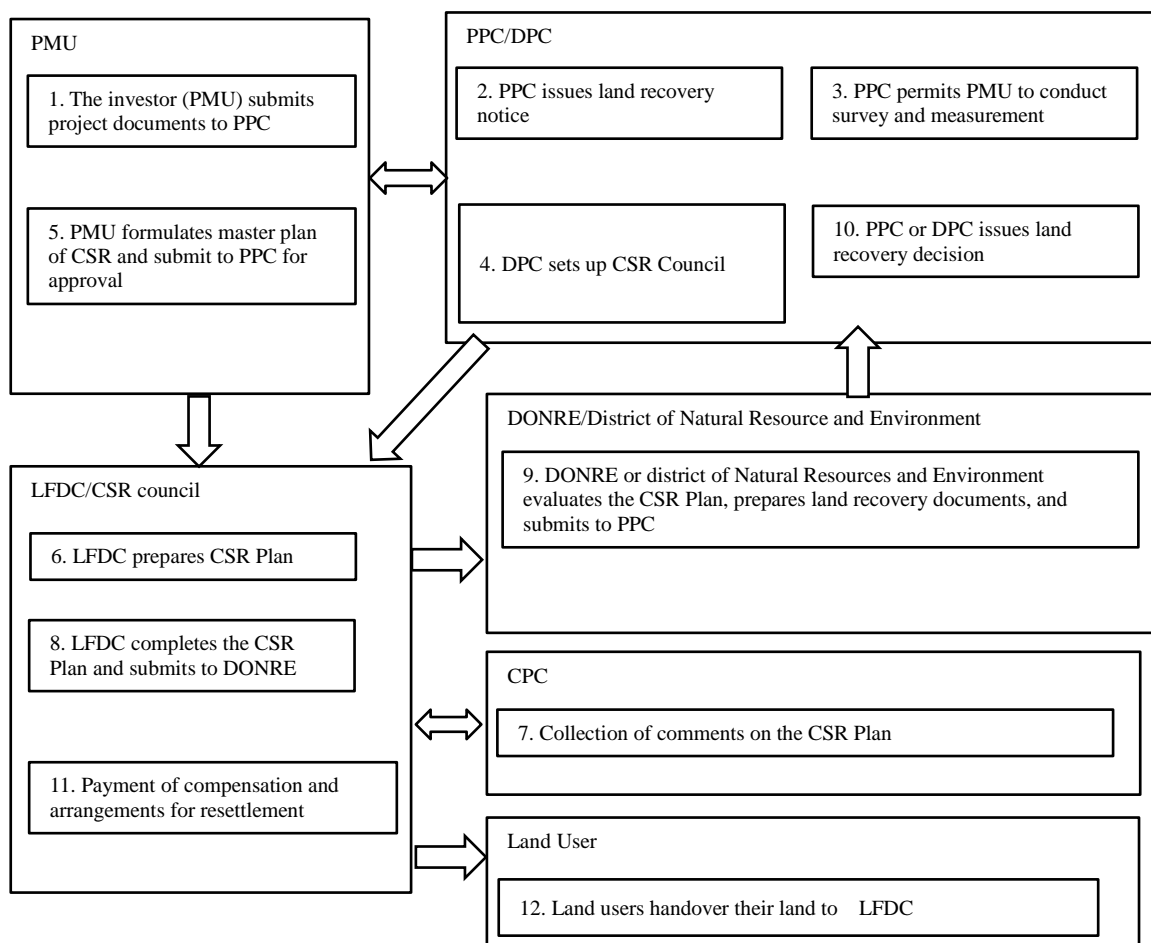 PMU
1. The investor (PMU) submits
project documents to PPC
5. PMU formulates master plan
of CSR and submit to PPC for
approval
PPC/DPC
2. PPC issues land recovery
notice
3. PPC permits PMU to conduct
survey and measurement
4. DPC sets up CSR Council
10. PPC or DPC issues land
recovery decision
LFDC/CSR council
6. LFDC prepares CSR Plan
8. LFDC completes the CSR
Plan and submits to DONRE
11. Payment of compensation and
arrangements for resettlement
DONRE/District of Natural Resource and Environment
9. DONRE or district of Natural Resources and Environment
evaluates the CSR Plan, prepares land recovery documents, and
submits to PPC
CPC
7. Collection of comments on the CSR Plan
Land User
12. Land users handover their land to LFDC